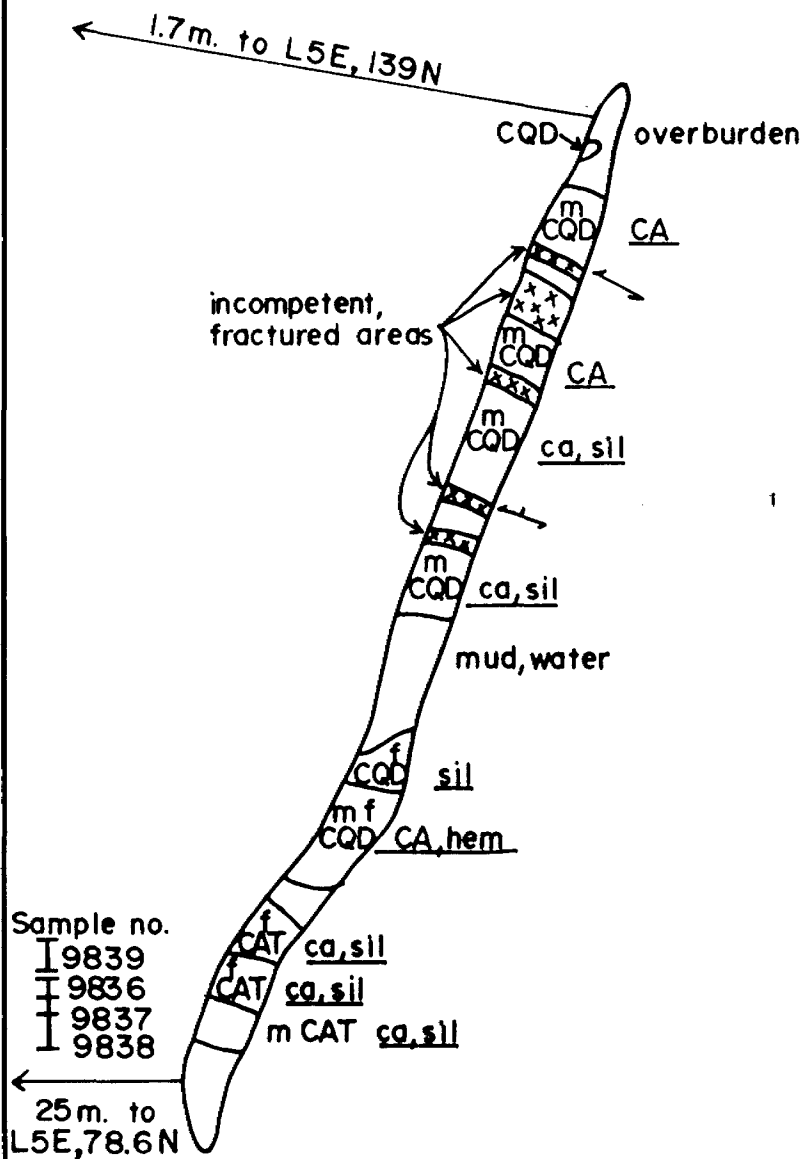 1.7m. to L5E, 139N
CQD
overburden
m
CQD
CA
incompetent,
fractured areas
m
CQD
CA
m
CQD
ca, sil
m
CQD
ca, sil
mud, water
f
CQD
sil
m f
CQD
CA, hem
Sample no.
9839
9836
9837
9838
f
CAT
ca, sil
f
CAT
ca, sil
m CAT
ca, sil
25m. to
L5E, 78.6N